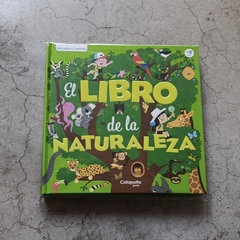 El LIBRO
de la
NATURALEZA
Catapulta